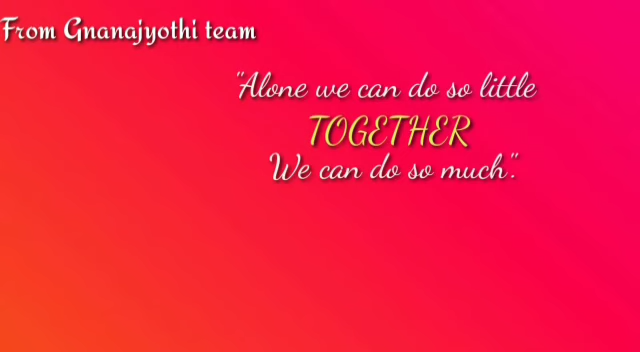 From Gnanajyothi team
"Alone we can do so little
TOGETHER
We can do so much".